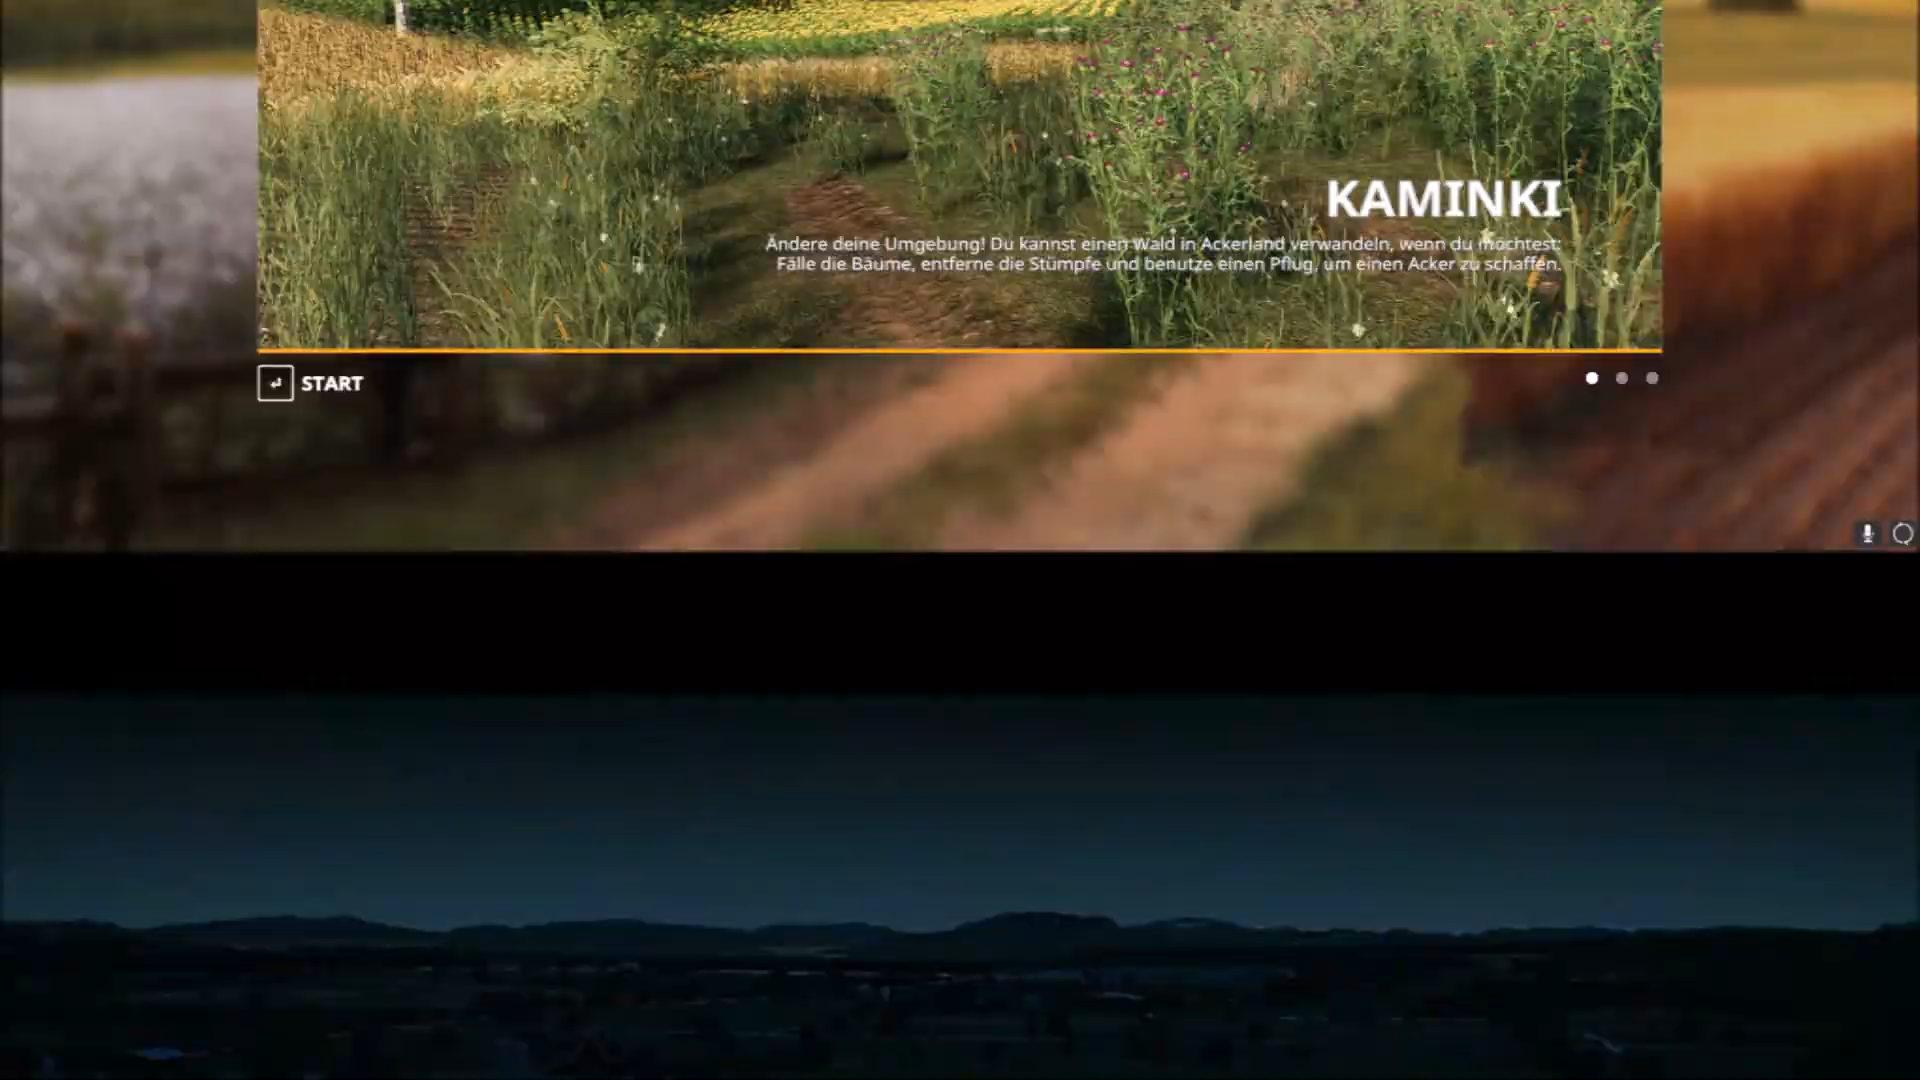 KAMINKI
Ändere deine Umgebung! Du kannst einen Wald in Ackerland verwandeln, wenn du möchtest:
Fälle die Bäume, entferne die Stümpfe und benutze einen Pflug, um einen Acker zu schaffen.
START